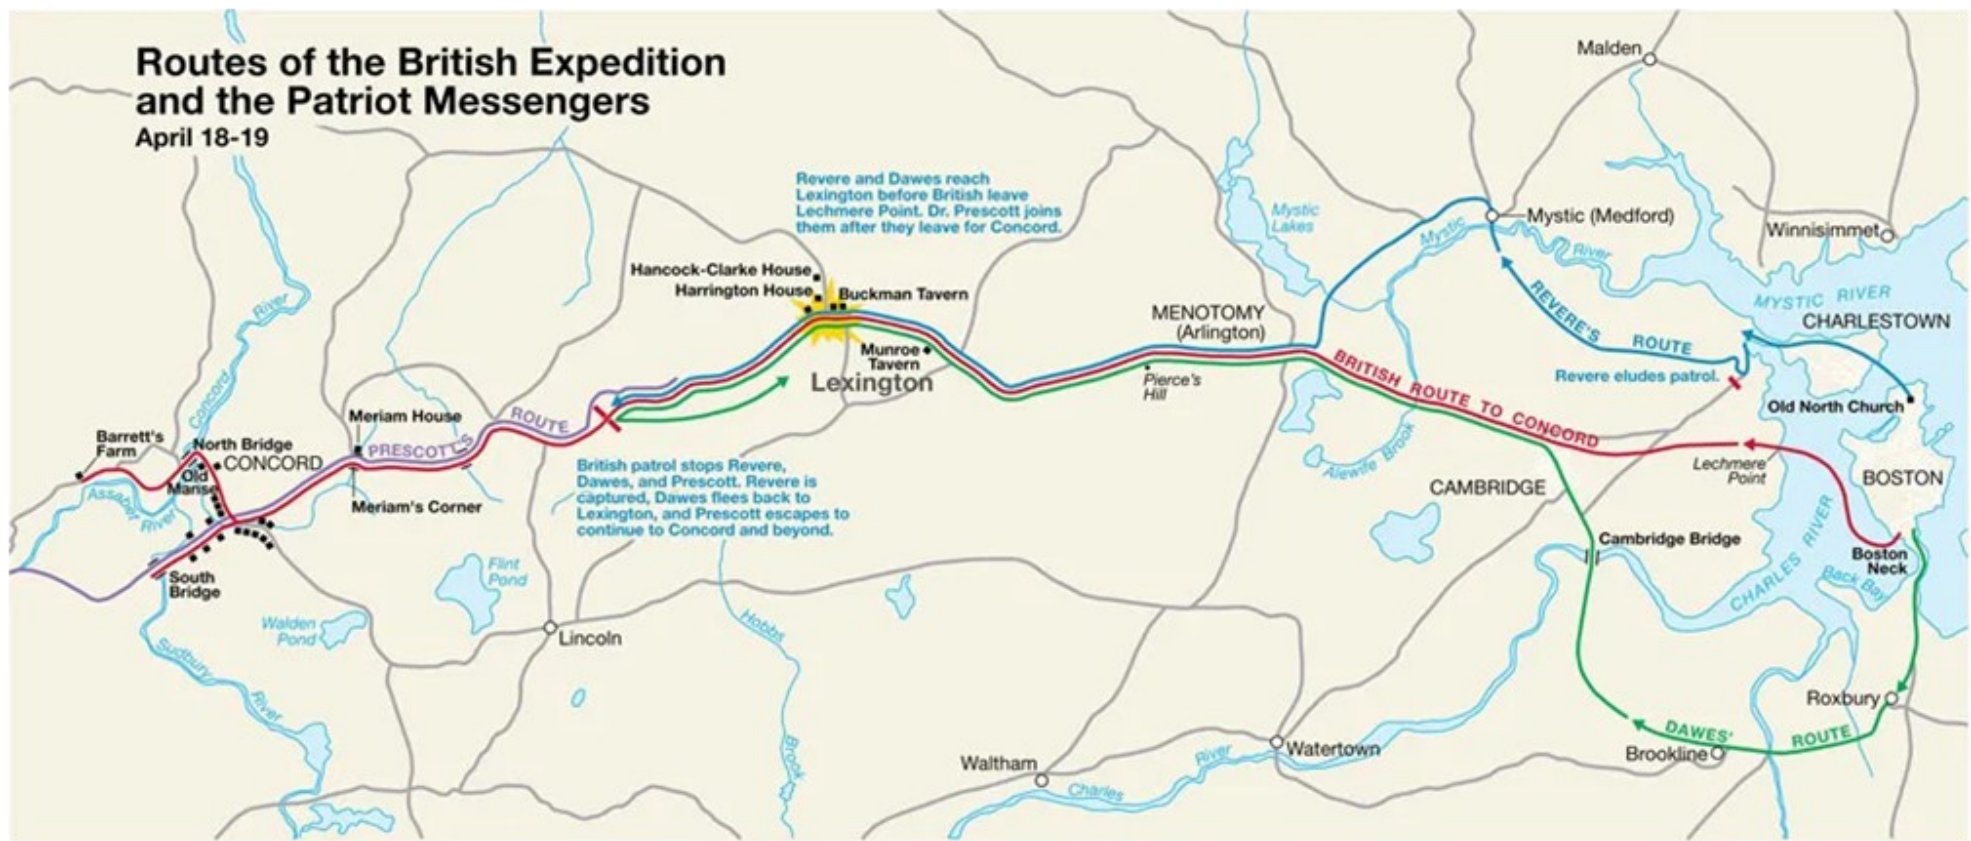 Routes of the British Expedition
and the Patriot Messengers
April 18-19
Malden
Revere and Dawes reach
Lexington before British leave
Lechmere Point. Dr. Prescott joins
them after they leave for Concord.
Mystic
Lakes
Mystic
River
Mystic (Medford)
Winnisimmet
Hancock-Clarke House
Harrington House
Buckman Tavern
MYSTIC RIVER
CHARLESTOWN
REVERE'S ROUTE
MENOTOMY
(Arlington)
Munroe
Tavern
Lexington
Pierce's
Hill
Revere eludes patrol.
Old North Church
BRITISH ROUTE TO CONCORD
River
Concord
Meriam House
PRESCOTT'S ROUTE
Barrett's
Farm
North Bridge
CONCORD
Old
Manse
Assabet
River
Meriam's Corner
British patrol stops Revere,
Dawes, and Prescott. Revere is
captured, Dawes flees back to
Lexington, and Prescott escapes to
continue to Concord and beyond.
Alewife Brook
Lechmere
Point
BOSTON
CAMBRIDGE
Cambridge Bridge
CHARLES RIVER
Boston
Neck
Back Bay
South
Bridge
Flint
Pond
Walden
Pond
Lincoln
Hobbs
Brook
Sudbury
River
Roxbury
DAWES' ROUTE
Brookline
Watertown
Waltham
Charles
River